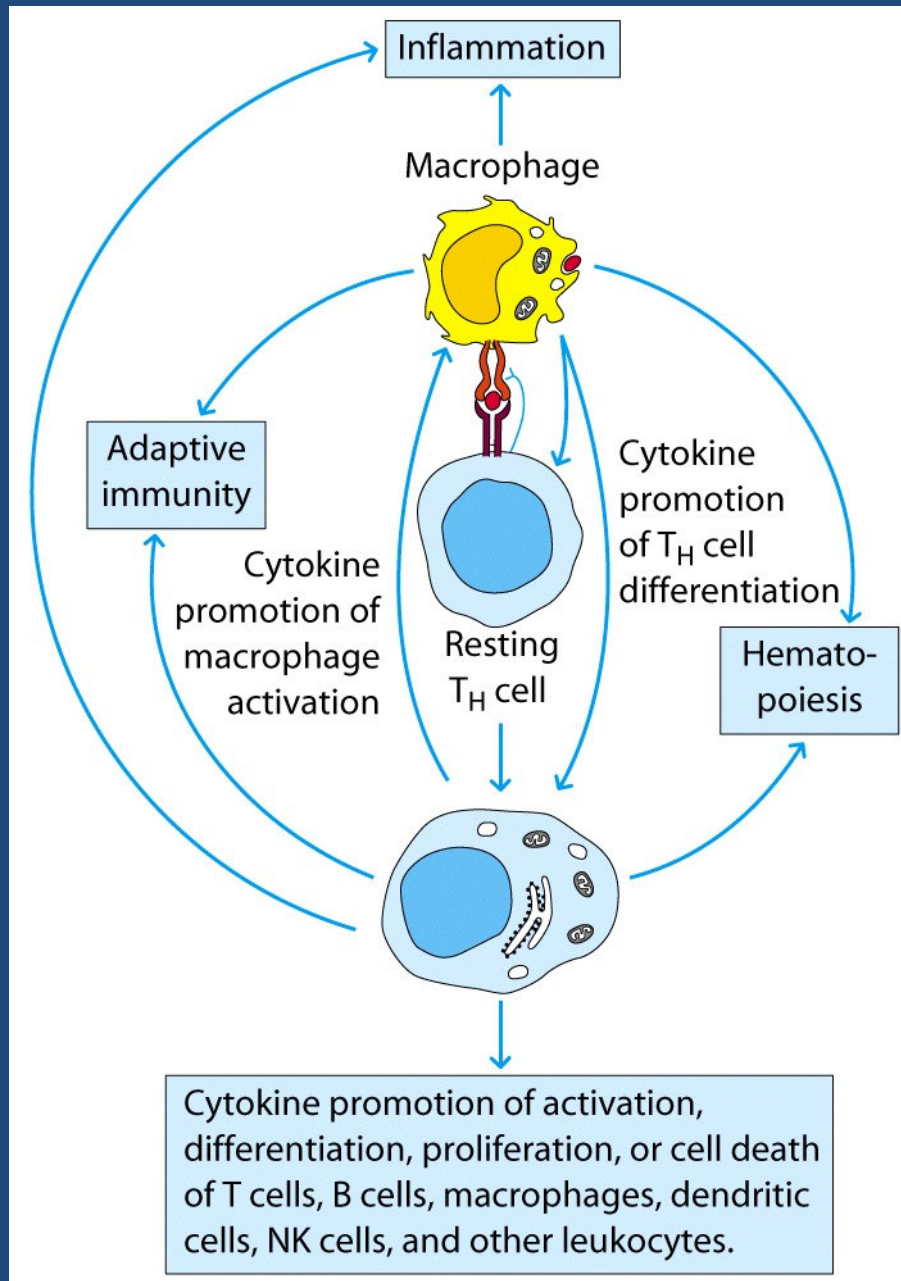 Inflammation
Macrophage
Adaptive
immunity
Cytokine
promotion
of T_H cell
differentiation
Cytokine
promotion of
macrophage
activation
Resting
T_H cell
Hemato-
poiesis
Cytokine promotion of activation,
differentiation, proliferation, or cell death
of T cells, B cells, macrophages, dendritic
cells, NK cells, and other leukocytes.